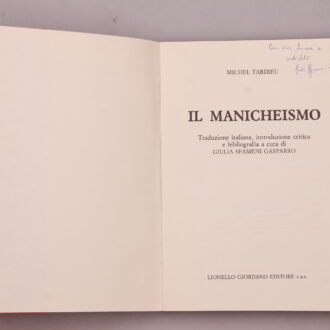 MICHEL TARDIEU
IL MANICHEISMO
Traduzione italiana, introduzione critica
e bibliografia a cura di
GIULIA SFAMENI GASPARRO
LIONELLO GIORDANO EDITORE s.a.s.